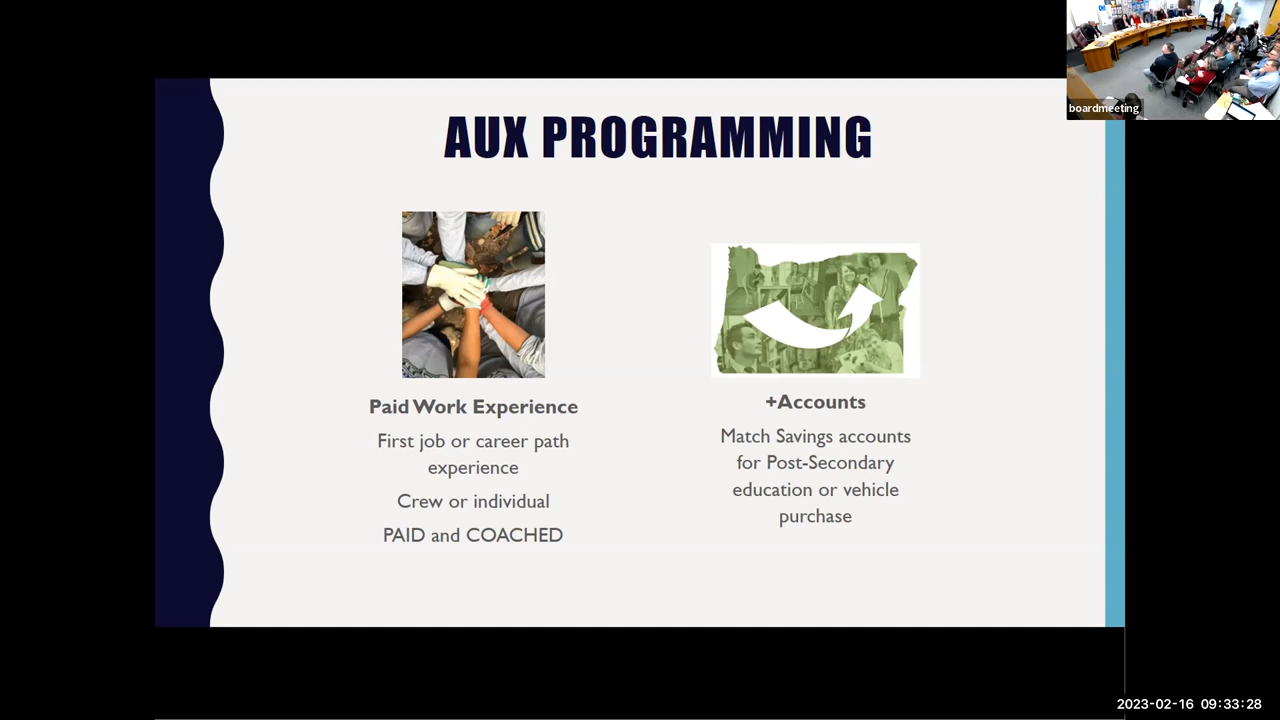 boardmeeting
AUX PROGRAMMING
Paid Work Experience
First job or career path
experience
Crew or individual
PAID and COACHED
+Accounts
Match Savings accounts
for Post-Secondary
education or vehicle
purchase
2023-02-16 09:33:28